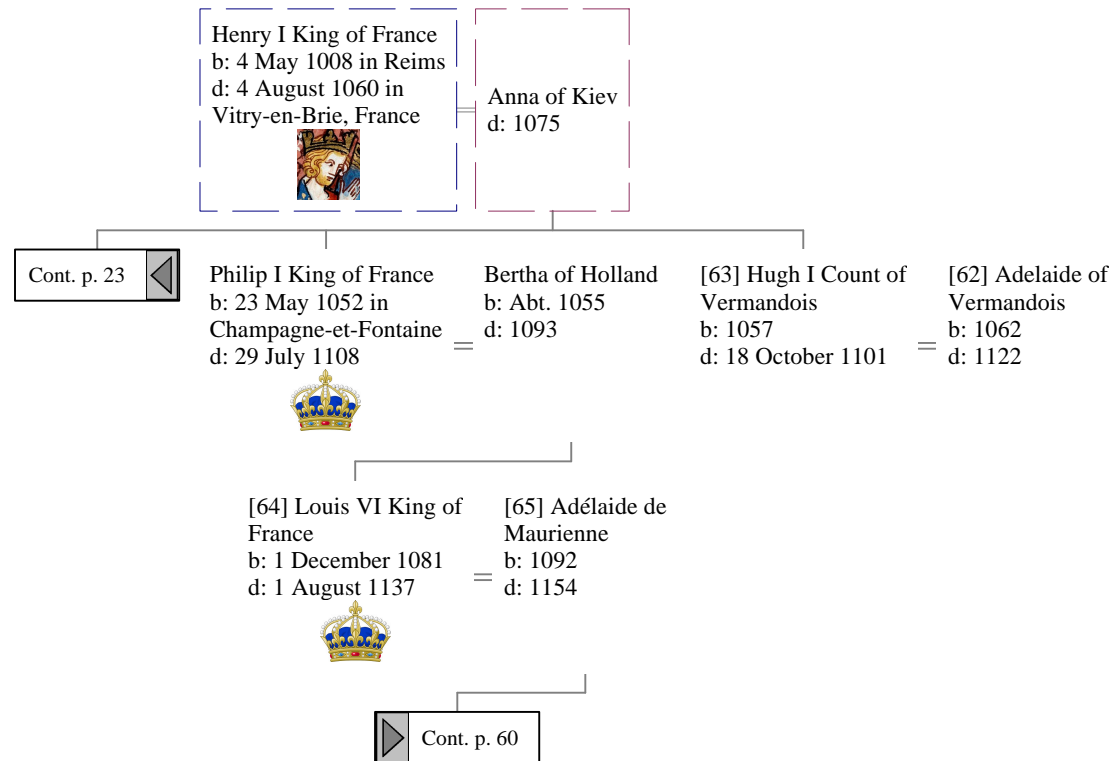 Henry I King of France
b: 4 May 1008 in Reims
d: 4 August 1060 in
Vitry-en-Brie, France
Anna of Kiev
d: 1075
Cont. p. 23
Philip I King of France
b: 23 May 1052 in
Champagne-et-Fontaine
d: 29 July 1108
Bertha of Holland
b: Abt. 1055
d: 1093
[63] Hugh I Count of
Vermandois
b: 1057
d: 18 October 1101
[62] Adelaide of
Vermandois
b: 1062
d: 1122
[64] Louis VI King of
France
b: 1 December 1081
d: 1 August 1137
[65] Adélaide de
Maurienne
b: 1092
d: 1154
Cont. p. 60